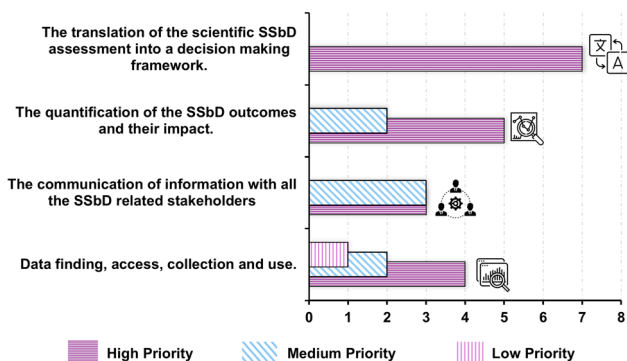 The translation of the scientific SSbD
assessment into a decision making
framework.
文
A
The quantification of the SSbD outcomes
and their impact.
The communication of information with all
the SSbD related stakeholders
Data finding, access, collection and use.
0 1 2 3 4 5 6 7 8
High Priority Medium Priority Low Priority